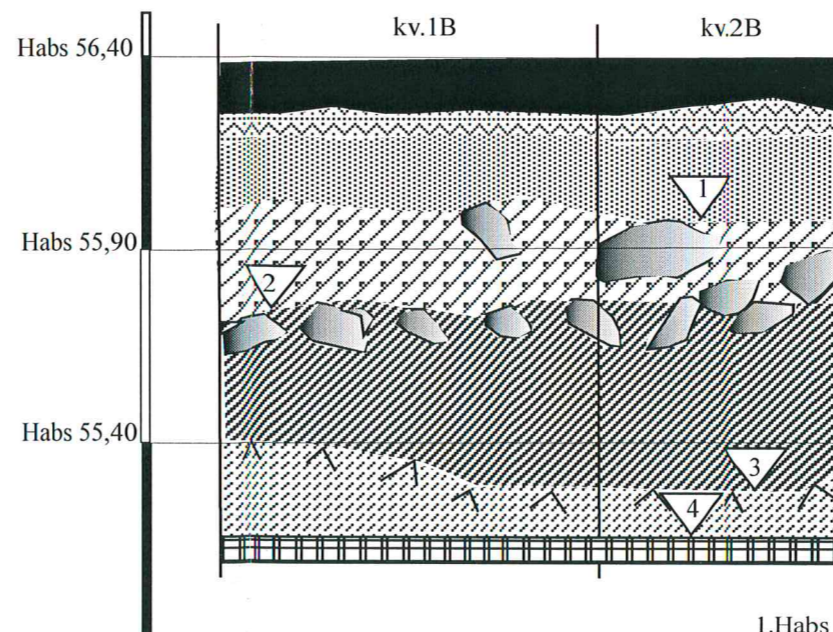 kv.1B kv.2B
Habs 56,40
1
Habs 55,90
2
Habs 55,40
3
4
1.Habs